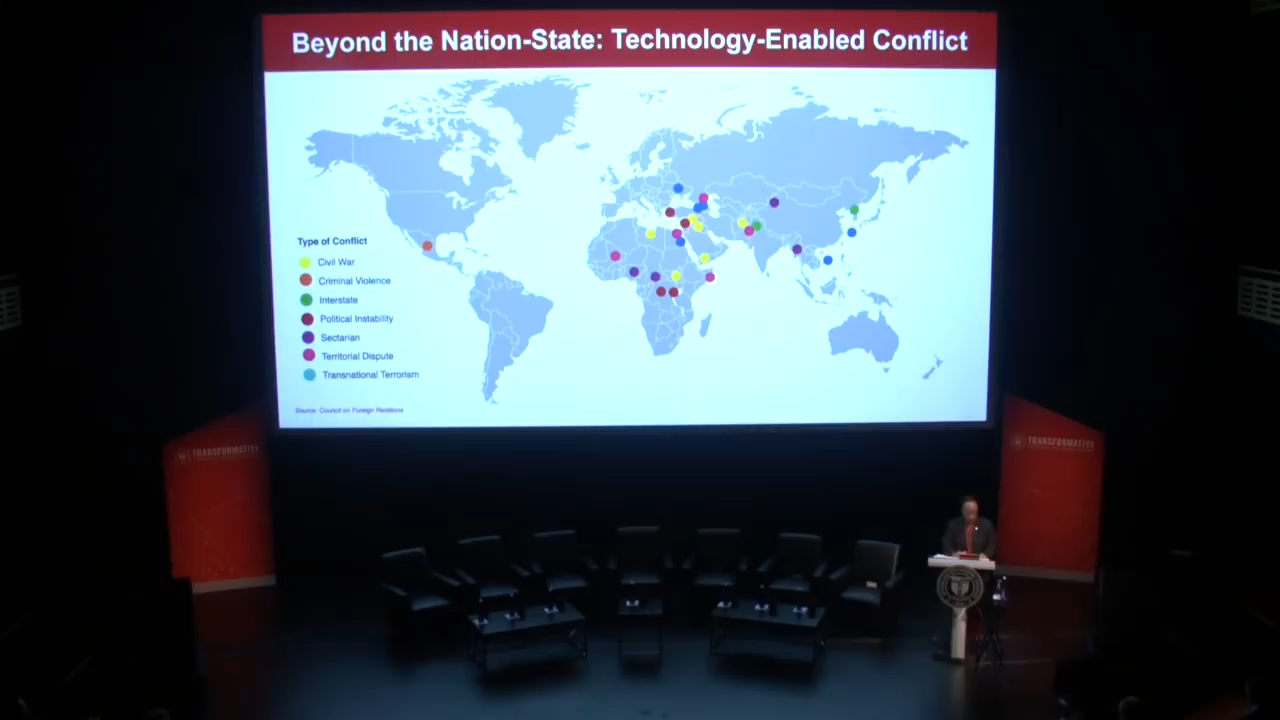 Beyond the Nation-State: Technology-Enabled Conflict
Type of Conflict
Civil War
Criminal Violence
Interstate
Political Instability
Sectarian
Territorial Dispute
Transnational Terrorism
Source: Council on Foreign Relations
TRANSFORMATIVE
TRANSFORMATIVE